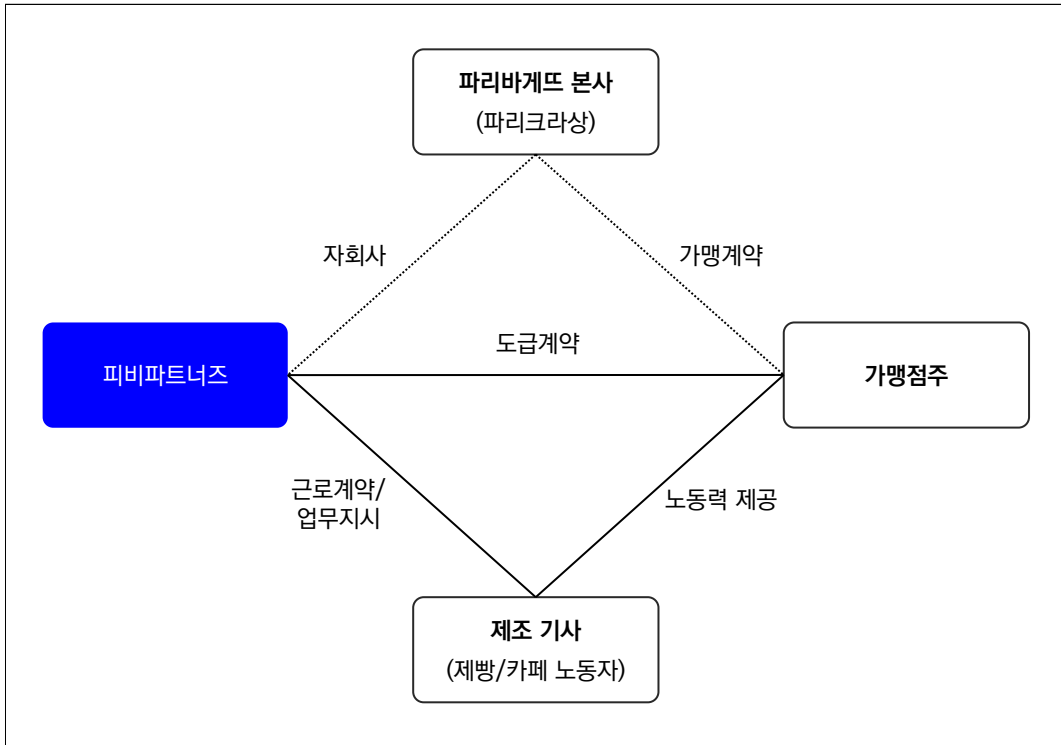 파리바게뜨 본사
(파리크라상)
자회사
가맹계약
도급계약
피비파트너즈
가맹점주
근로계약/
업무지시
노동력 제공
제조 기사
(제빵/카페 노동자)